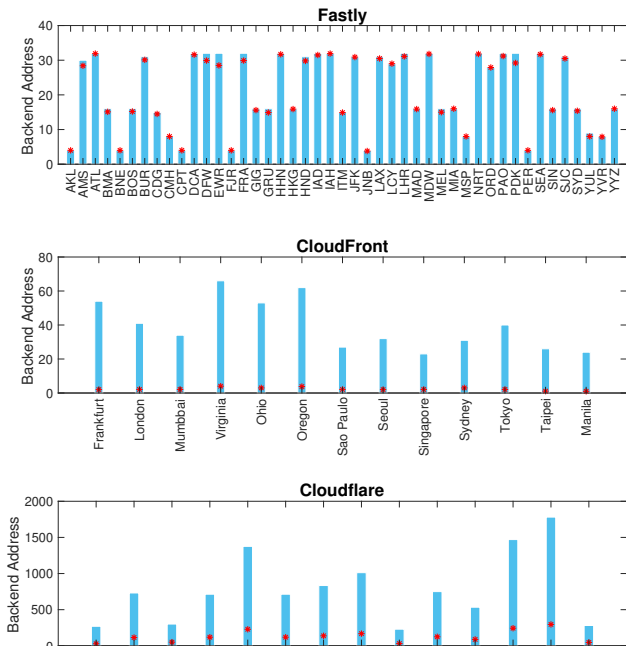 Fastly
Backend Address
40
30
20
10
0
AKL AMS ATL BMA BNE BOS BUR CDG CMH CPT DCA DFW EWR FJR FRA GIG GRU HHN HKG HND IAD IAH ITM JFK JNB LAX LCY LHR MAD MDW MEL MIA MSP NRT ORD PAO PDK PER SEA SIN SJC SYD YUL YVR YYZ
CloudFront
Backend Address
80
60
40
20
0
Frankfurt London Mumbbai Virginia Ohio Oregon Sao Paulo Seoul Singapore Sydney Tokyo Taipei Manila
Cloudflare
Backend Address
2000
1500
1000
500
0